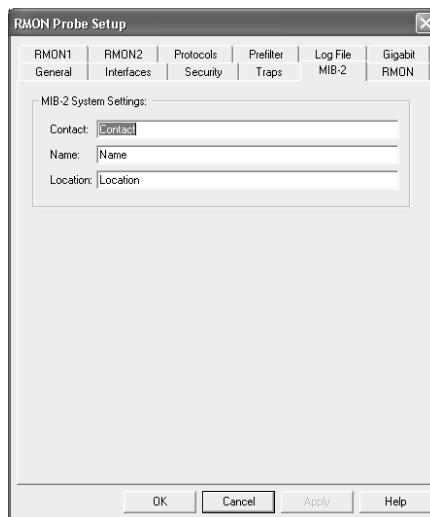 RMON Probe Setup
RMON1 RMON2 Protocols Prefilter Log File Gigabit
General Interfaces Security Traps MIB-2 RMON
MIB-2 System Settings:
Contact: Contact
Name: Name
Location: Location
OK Cancel Apply Help